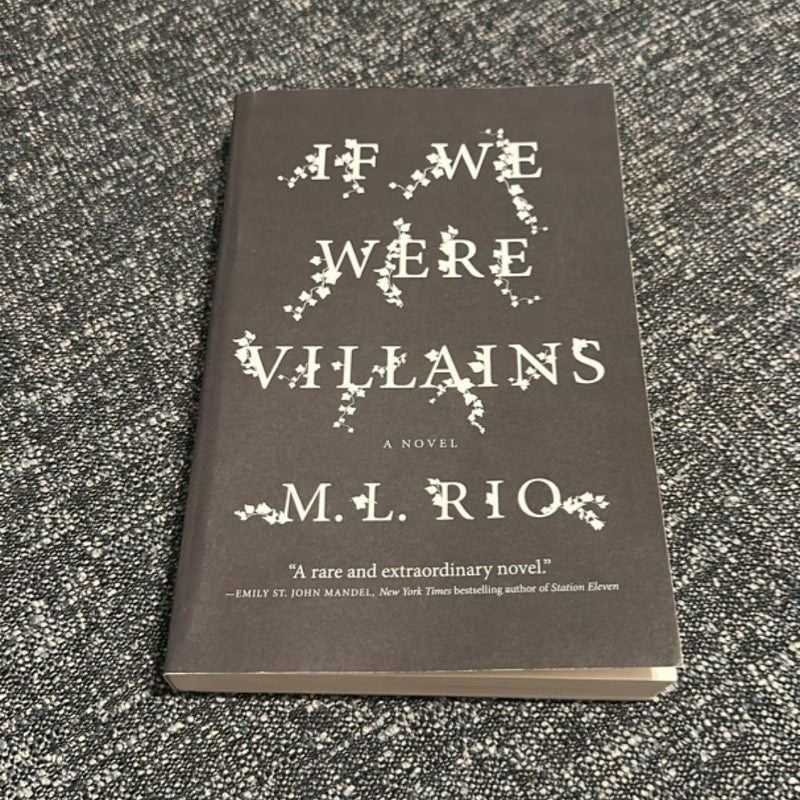 IF WE
WERE
VILLAINS
A NOVEL
M. L. RIO
“A rare and extraordinary novel.”
—EMILY ST. JOHN MANDEL, New York Times bestselling author of Station Eleven